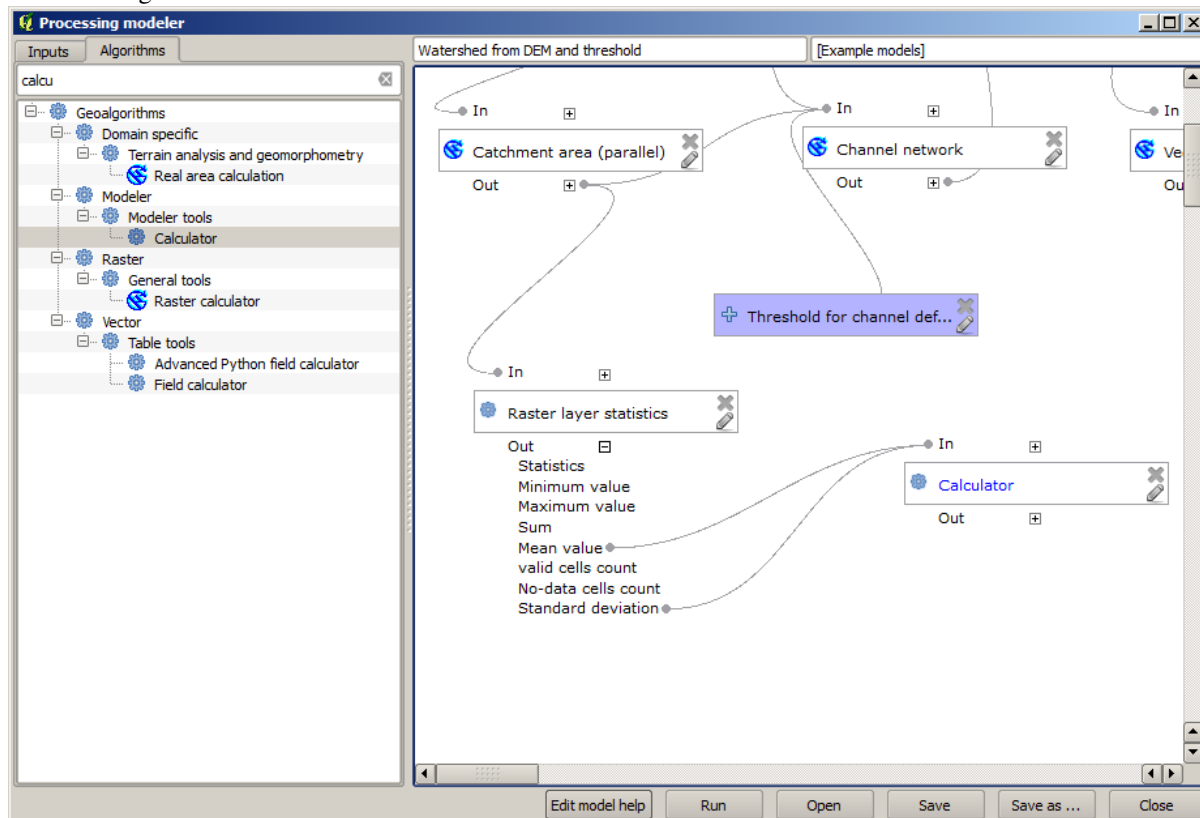 Processing modeler
Inputs
Algorithms
calcu
Geoalgorithms
Domain specific
Terrain analysis and geomorphometry
Real area calculation
Modeler
Modeler tools
Calculator
Raster
General tools
Raster calculator
Vector
Table tools
Advanced Python field calculator
Field calculator
Watershed from DEM and threshold
[Example models]
In
Catchment area (parallel)
Out
In
Channel network
Out
In
Ve
Ou
Threshold for channel def...
In
Raster layer statistics
Out
Statistics
Minimum value
Maximum value
Sum
Mean value
valid cells count
No-data cells count
Standard deviation
In
Calculator
Out
Edit model help
Run
Open
Save
Save as ...
Close